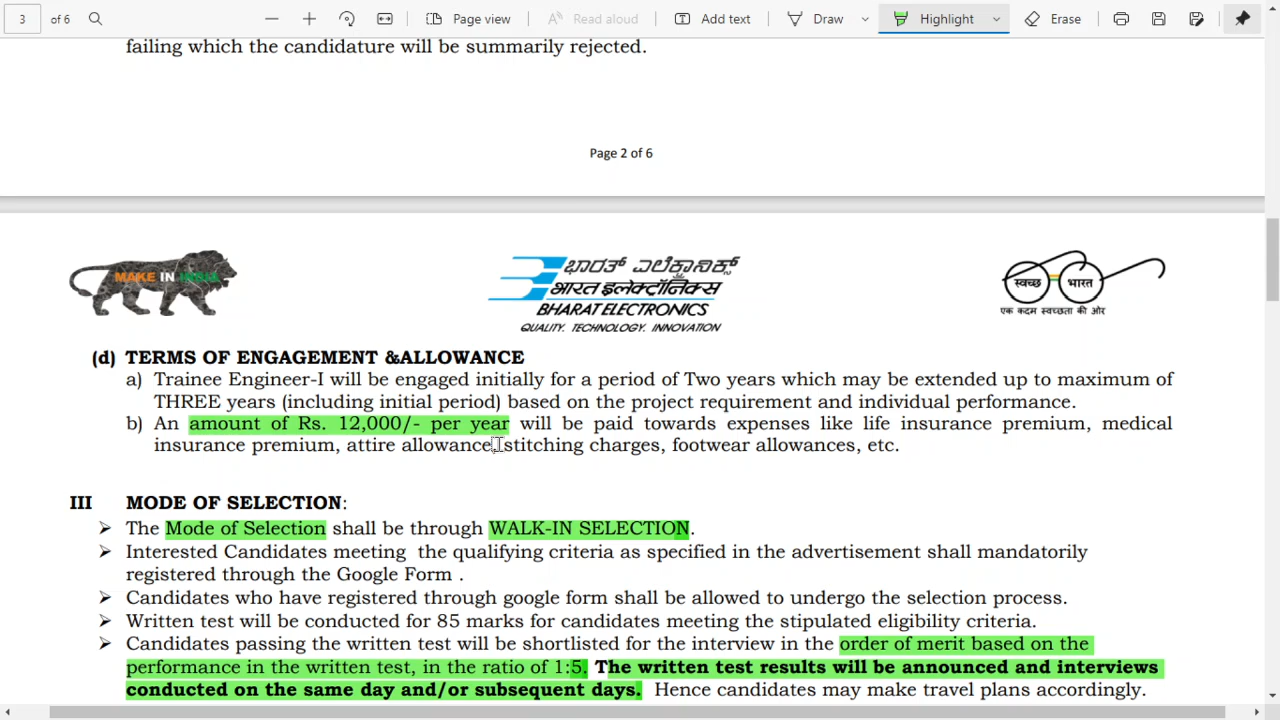 3 of 6 Page view Read aloud Add text Draw Highlight Erase
failing which the candidature will be summarily rejected.
Page 2 of 6
MAKE IN INDIA
ಭಾರತ್ ಎಲೆಕ್ಟ್ರಾನಿಕ್ಸ್
भारत इलेक्ट्रॉनिक्स
BHARAT ELECTRONICS
QUALITY. TECHNOLOGY. INNOVATION
स्वच्छ भारत
एक कदम स्वच्छता की ओर
(d) TERMS OF ENGAGEMENT &ALLOWANCE
a) Trainee Engineer-I will be engaged initially for a period of Two years which may be extended up to maximum of
THREE years (including initial period) based on the project requirement and individual performance.
b) An amount of Rs. 12,000/- per year will be paid towards expenses like life insurance premium, medical
insurance premium, attire allowance, stitching charges, footwear allowances, etc.
III MODE OF SELECTION:
➢ The Mode of Selection shall be through WALK-IN SELECTION.
➢ Interested Candidates meeting the qualifying criteria as specified in the advertisement shall mandatorily
registered through the Google Form .
➢ Candidates who have registered through google form shall be allowed to undergo the selection process.
➢ Written test will be conducted for 85 marks for candidates meeting the stipulated eligibility criteria.
➢ Candidates passing the written test will be shortlisted for the interview in the order of merit based on the
performance in the written test, in the ratio of 1:5. The written test results will be announced and interviews
conducted on the same day and/or subsequent days. Hence candidates may make travel plans accordingly.